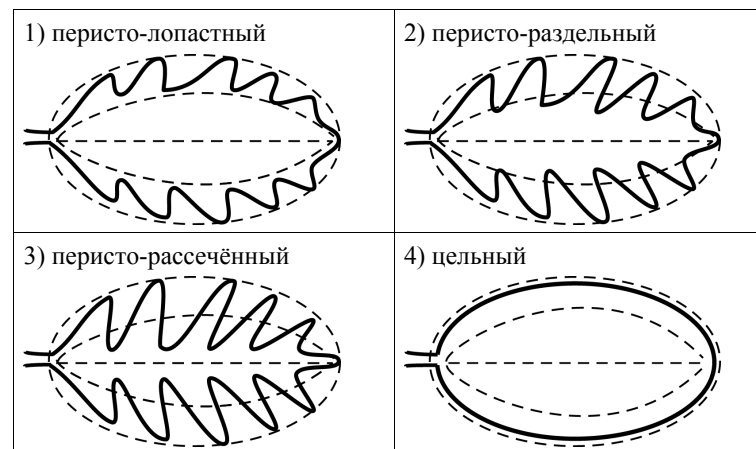 1) перисто-лопастный
2) перисто-раздельный
3) перисто-рассечённый
4) цельный